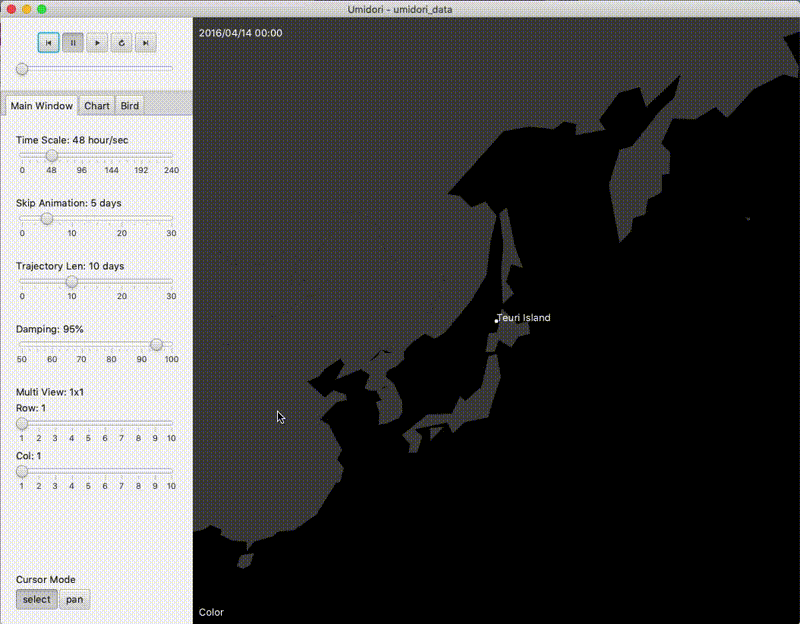 Umidori - umidori_data
2016/04/14 00:00
Main Window Chart Bird
Time Scale: 48 hour/sec
0 48 96 144 192 240
Skip Animation: 5 days
0 10 20 30
Trajectory Len: 10 days
0 10 20 30
Teuri Island
Damping: 95%
50 60 70 80 90 100
Multi View: 1x1
Row: 1
1 2 3 4 5 6 7 8 9 10
Col: 1
1 2 3 4 5 6 7 8 9 10
Cursor Mode
select pan
Color